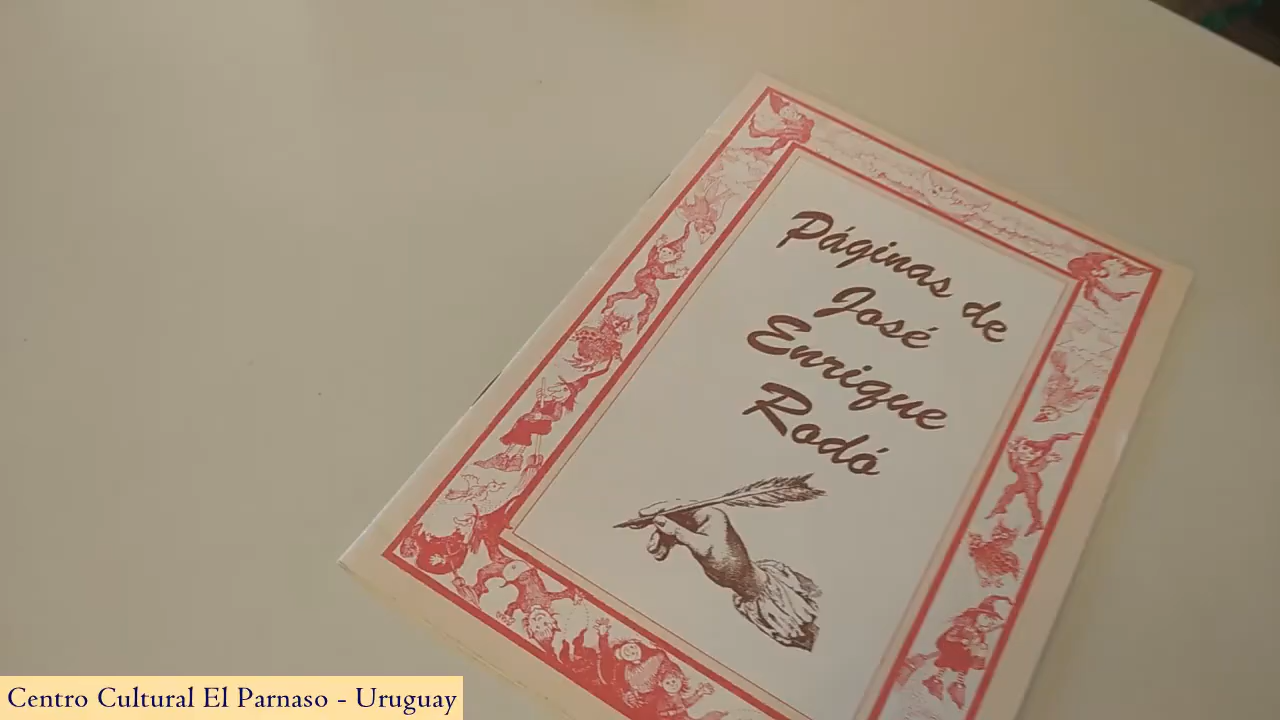 Páginas de
José
Enrique
Rodó
Centro Cultural El Parnaso - Uruguay